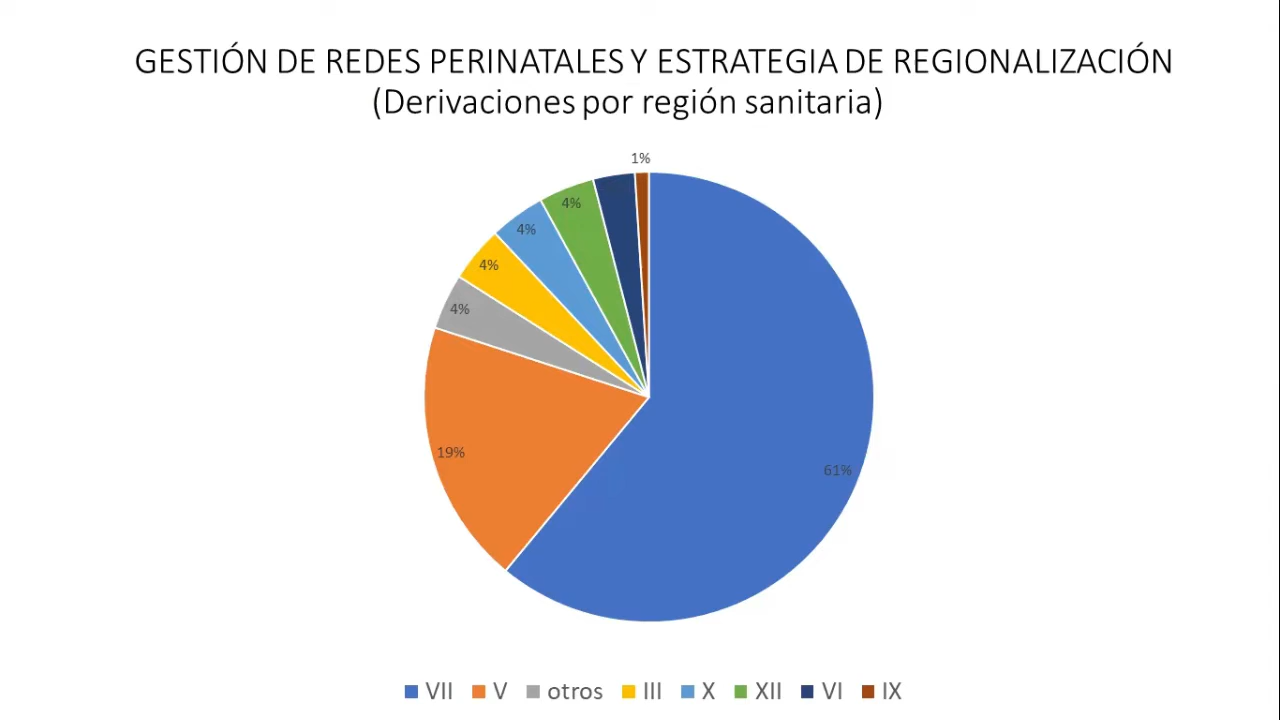 GESTIÓN DE REDES PERINATALES Y ESTRATEGIA DE REGIONALIZACIÓN
(Derivaciones por región sanitaria)
1%
4%
4%
4%
4%
19%
61%
VII V otros III X XII VI IX